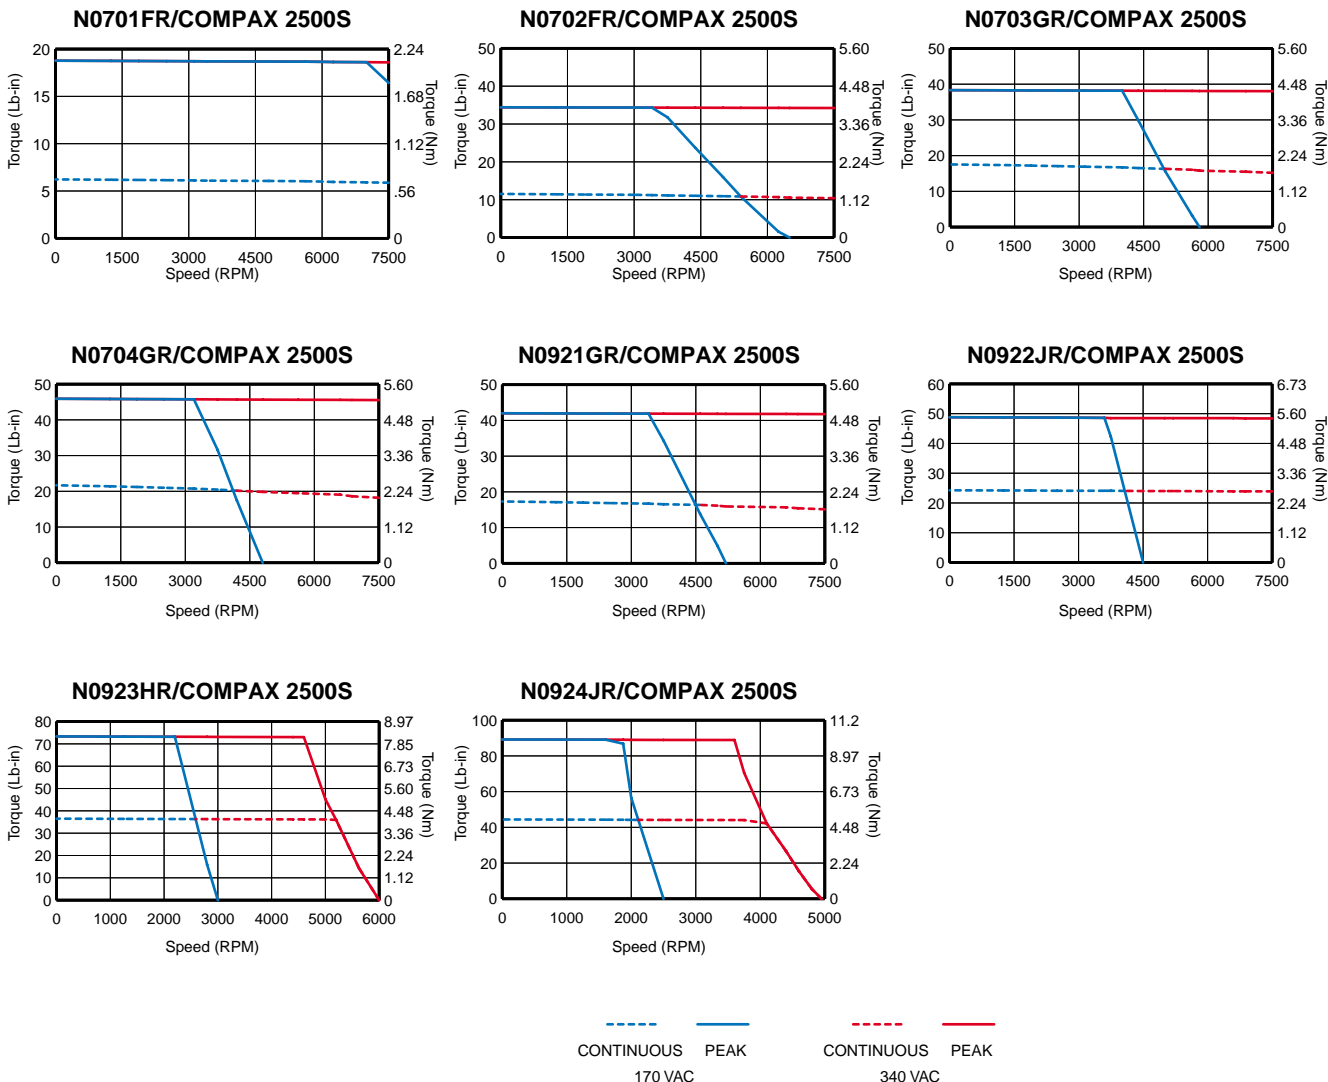 N0701FR/COMPAX 2500S
20
15
10
5
0
Torque (Lb-in)
2.24
1.68
1.12
.56
0
Torque (Nm)
0 1500 3000 4500 6000 7500
Speed (RPM)
N0702FR/COMPAX 2500S
50
40
30
20
10
0
Torque (Lb-in)
5.60
4.48
3.36
2.24
1.12
0
Torque (Nm)
0 1500 3000 4500 6000 7500
Speed (RPM)
N0703GR/COMPAX 2500S
50
40
30
20
10
0
Torque (Lb-in)
5.60
4.48
3.36
2.24
1.12
0
Torque (Nm)
0 1500 3000 4500 6000 7500
Speed (RPM)
N0704GR/COMPAX 2500S
50
40
30
20
10
0
Torque (Lb-in)
5.60
4.48
3.36
2.24
1.12
0
Torque (Nm)
0 1500 3000 4500 6000 7500
Speed (RPM)
N0921GR/COMPAX 2500S
50
40
30
20
10
0
Torque (Lb-in)
5.60
4.48
3.36
2.24
1.12
0
Torque (Nm)
0 1500 3000 4500 6000 7500
Speed (RPM)
N0922JR/COMPAX 2500S
60
50
40
30
20
10
0
Torque (Lb-in)
6.73
5.60
4.48
3.36
2.24
1.12
0
Torque (Nm)
0 1500 3000 4500 6000 7500
Speed (RPM)
N0923HR/COMPAX 2500S
80
70
60
50
40
30
20
10
0
Torque (Lb-in)
8.97
7.85
6.73
5.60
4.48
3.36
2.24
1.12
0
Torque (Nm)
0 1000 2000 3000 4000 5000 6000
Speed (RPM)
N0924JR/COMPAX 2500S
100
80
60
40
20
0
Torque (Lb-in)
11.2
8.97
6.73
4.48
2.24
0
Torque (Nm)
0 1000 2000 3000 4000 5000
Speed (RPM)
CONTINUOUS PEAK CONTINUOUS PEAK
170 VAC 340 VAC